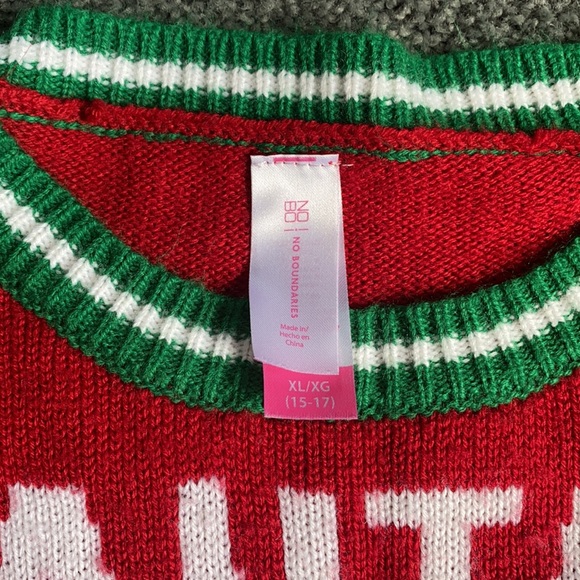 NO
BO
NO BOUNDARIES
Made in/
Hecho en
China
XL/XG
(15-17)